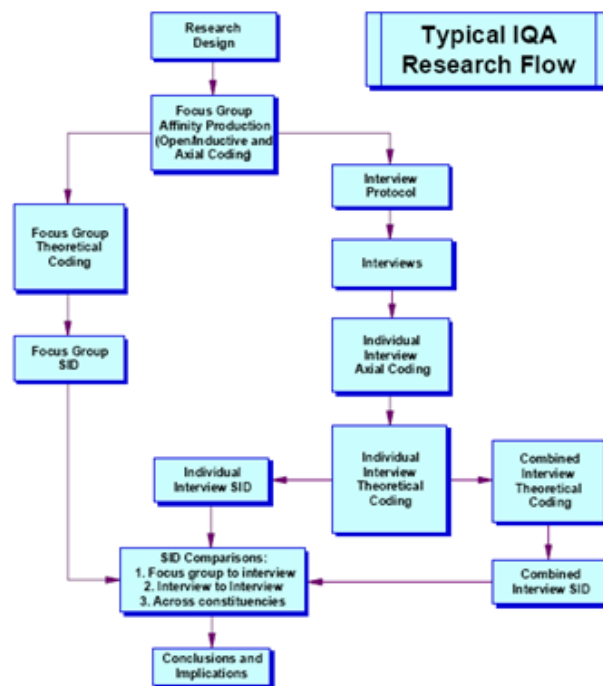 Research
Design
Typical IQA
Research Flow
Focus Group
Affinity Production
(Open/Inductive and
Axial Coding)
Interview
Protocol
Focus Group
Theoretical
Coding
Interviews
Focus Group
SID
Individual
Interview
Axial Coding
Individual
Interview SID
Individual
Interview
Theoretical
Coding
Combined
Interview
Theoretical
Coding
SID Comparisons:
1. Focus group to interview
2. Interview to Interview
3. Across constituencies
Combined
Interview SID
Conclusions and
Implications